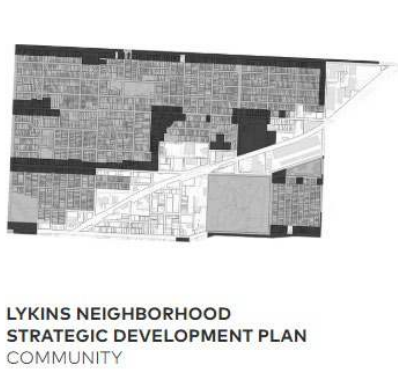 LYKINS NEIGHBORHOOD
STRATEGIC DEVELOPMENT PLAN
COMMUNITY